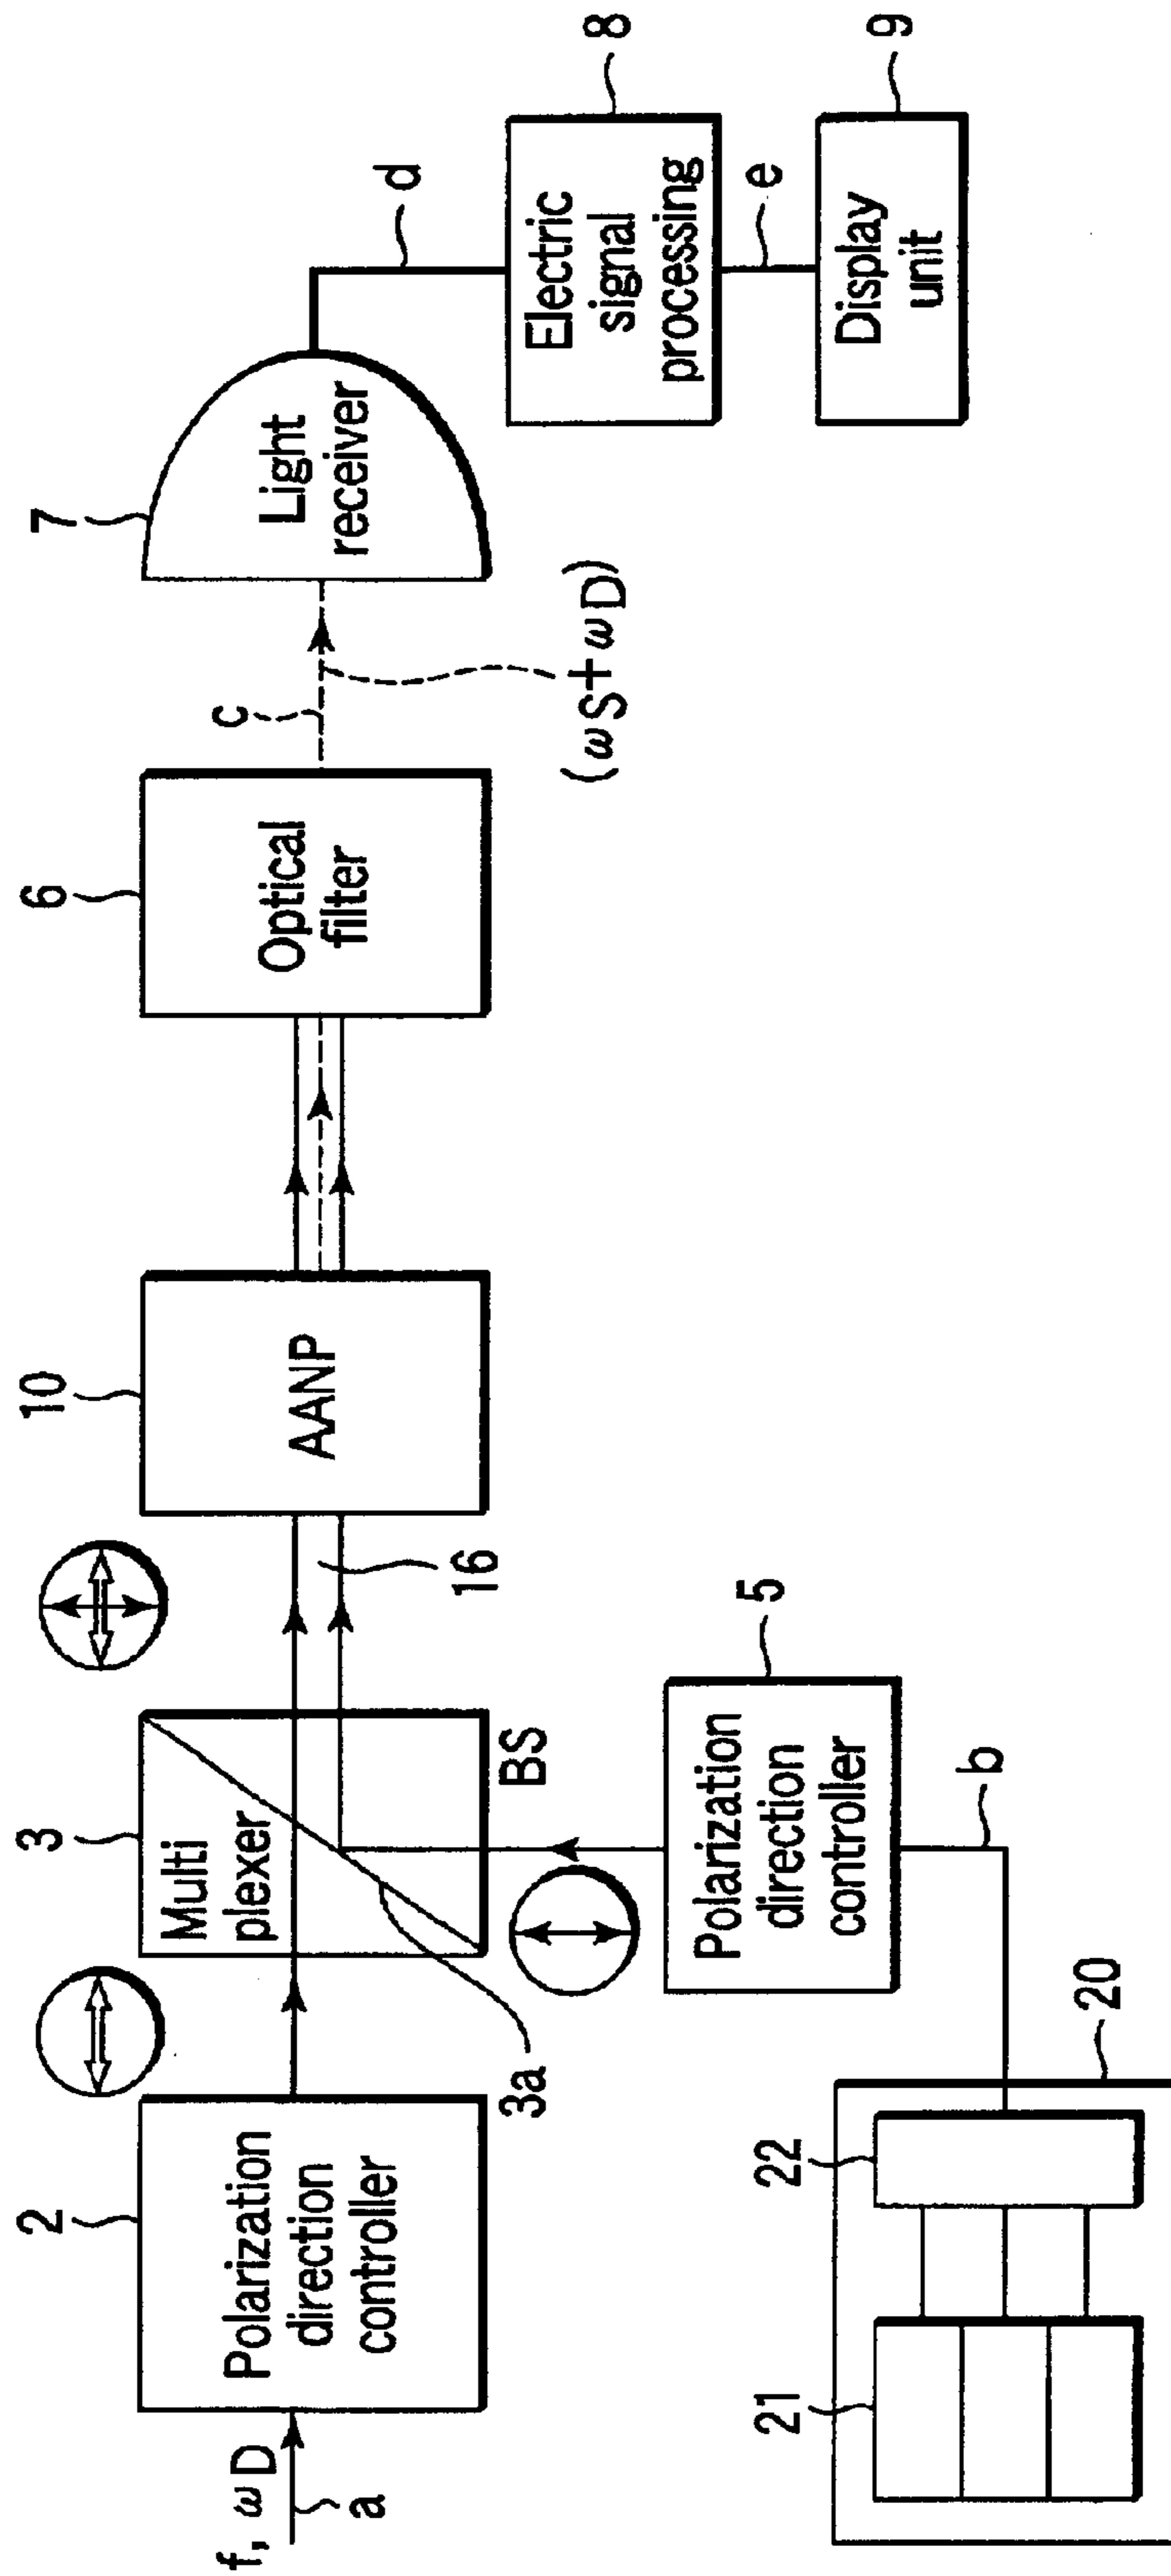 f, ωD
a
2
Polarization
direction
controller
3
Multi
plexer
3a
BS
16
10
AANP
6
Optical
filter
c
(ωS+ωD)
7
Light
receiver
d
8
Electric
signal
processing
e
9
Display
unit
5
Polarization
direction
controller
b
20
21
22